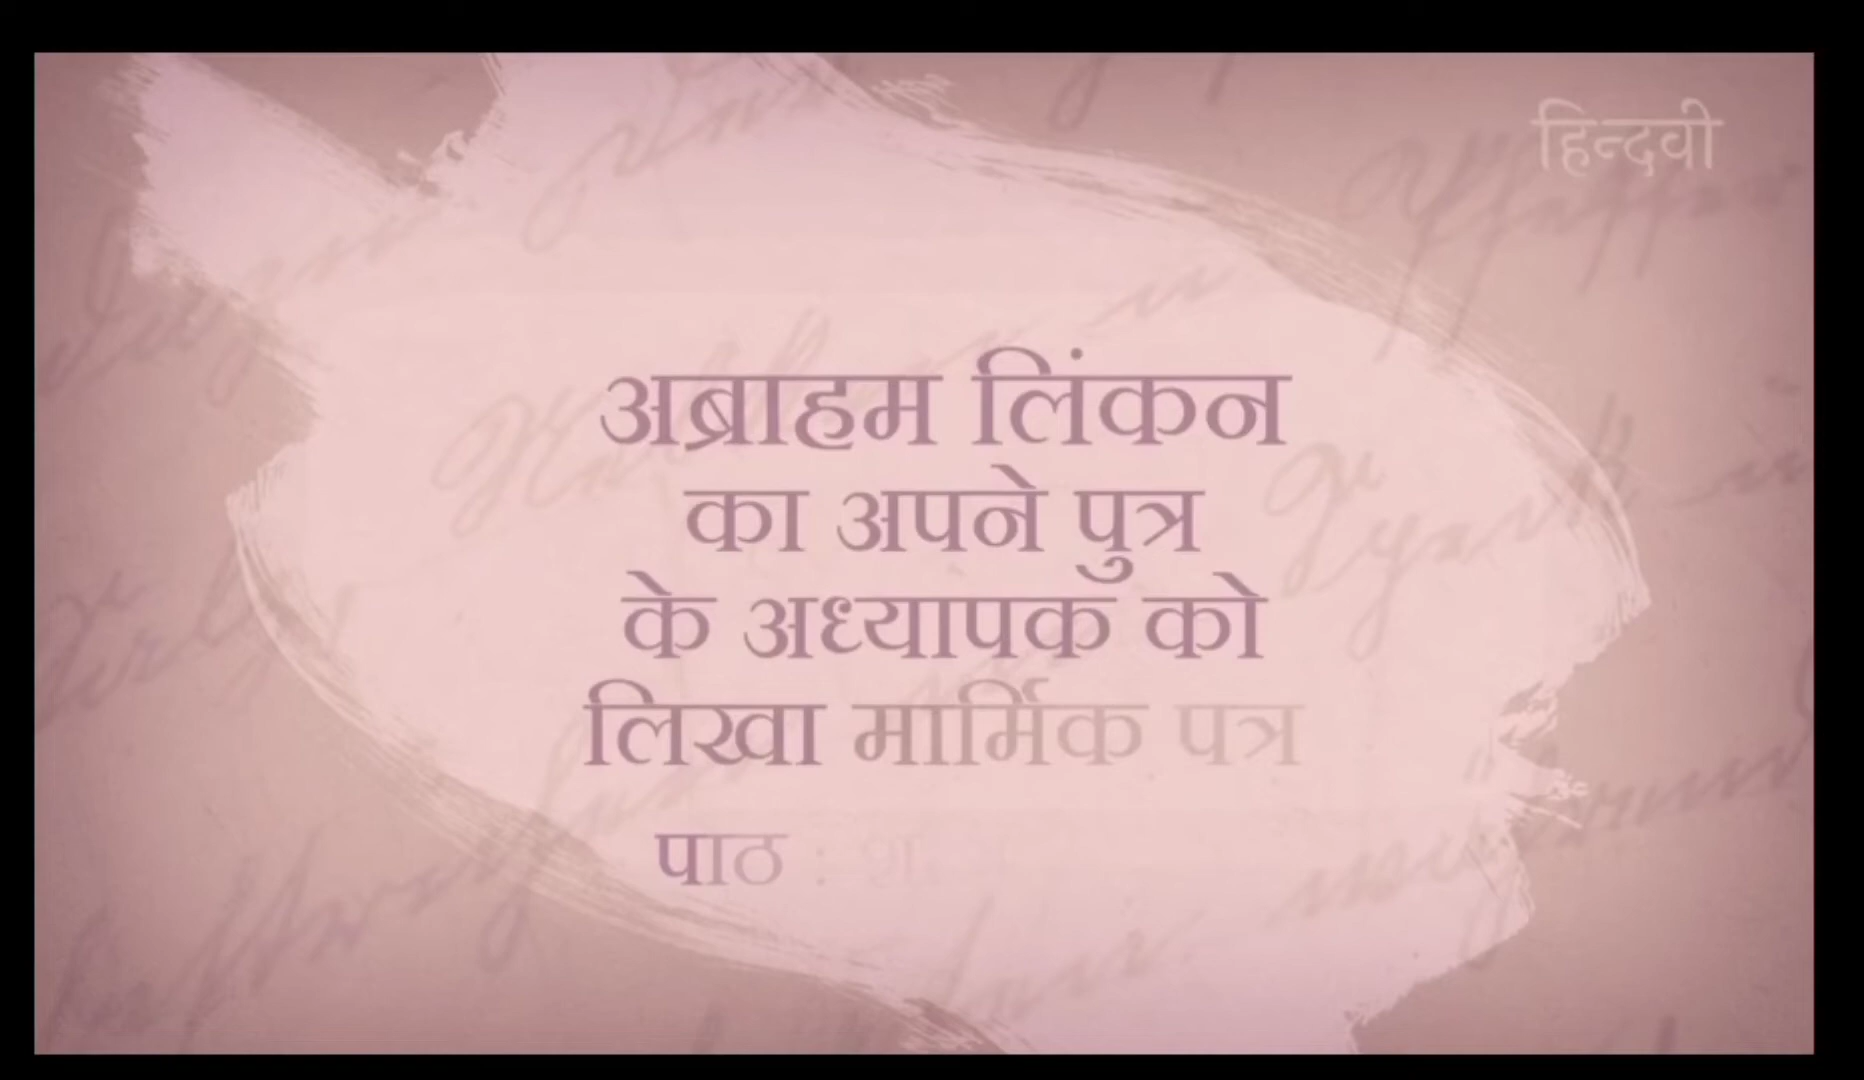 हिन्दवी
अब्राहम लिंकन
का अपने पुत्र
के अध्यापक को
लिखा मार्मिक पत्र
पाठ :